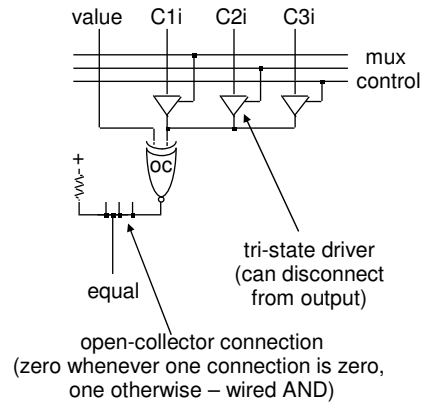 value C1i C2i C3i
mux
control
OC
+
tri-state driver
(can disconnect
from output)
equal
open-collector connection
(zero whenever one connection is zero,
one otherwise – wired AND)